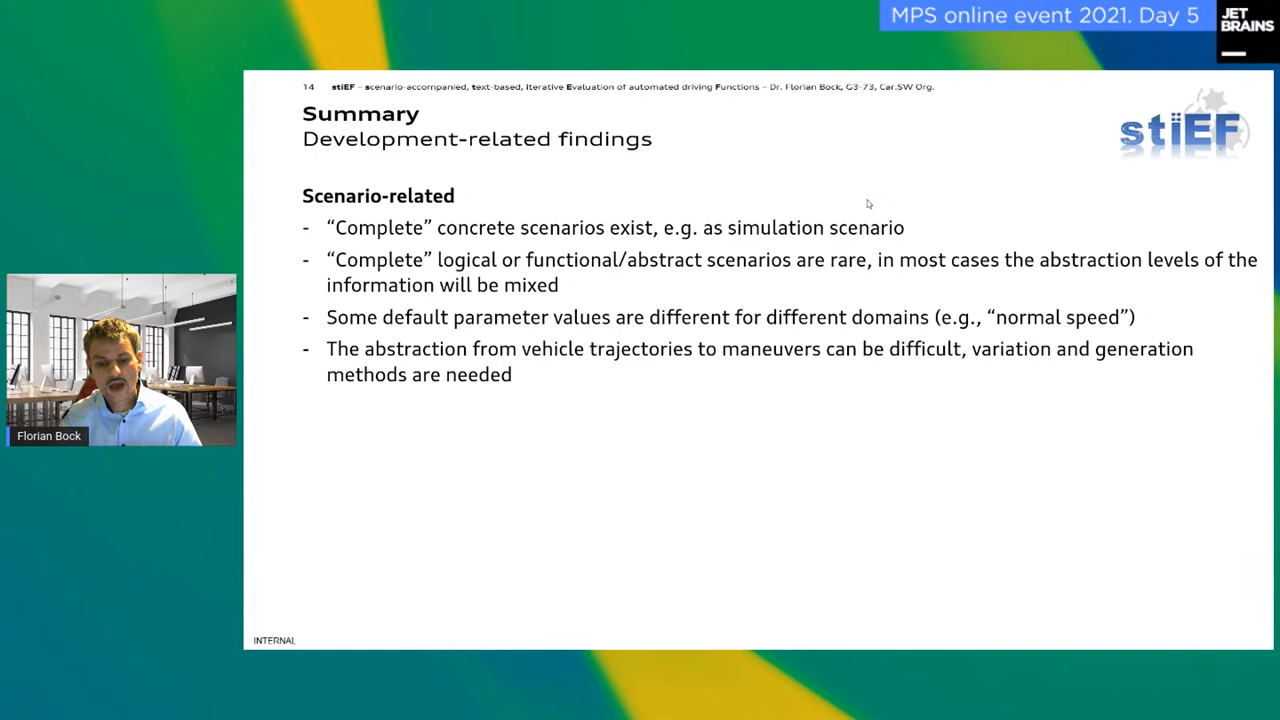 MPS online event 2021. Day 5
JET
BRAINS
14 stiEF – scenario-accompanied, text-based, iterative Evaluation of automated driving Functions – Dr. Florian Bock, G3-73, Car.SW Org.
Summary
Development-related findings
stiEF
Scenario-related
- “Complete” concrete scenarios exist, e.g. as simulation scenario
- “Complete” logical or functional/abstract scenarios are rare, in most cases the abstraction levels of the
information will be mixed
- Some default parameter values are different for different domains (e.g., “normal speed”)
- The abstraction from vehicle trajectories to maneuvers can be difficult, variation and generation
methods are needed
Florian Bock
INTERNAL